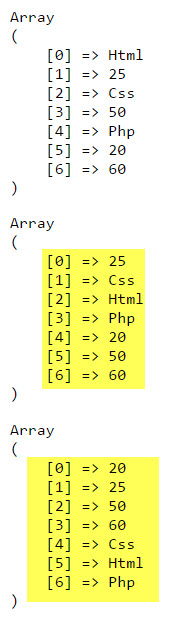 Array
(
[0] => Html
[1] => 25
[2] => Css
[3] => 50
[4] => Php
[5] => 20
[6] => 60
)
Array
(
[0] => 25
[1] => Css
[2] => Html
[3] => Php
[4] => 20
[5] => 50
[6] => 60
)
Array
(
[0] => 20
[1] => 25
[2] => 50
[3] => 60
[4] => Css
[5] => Html
[6] => Php
)